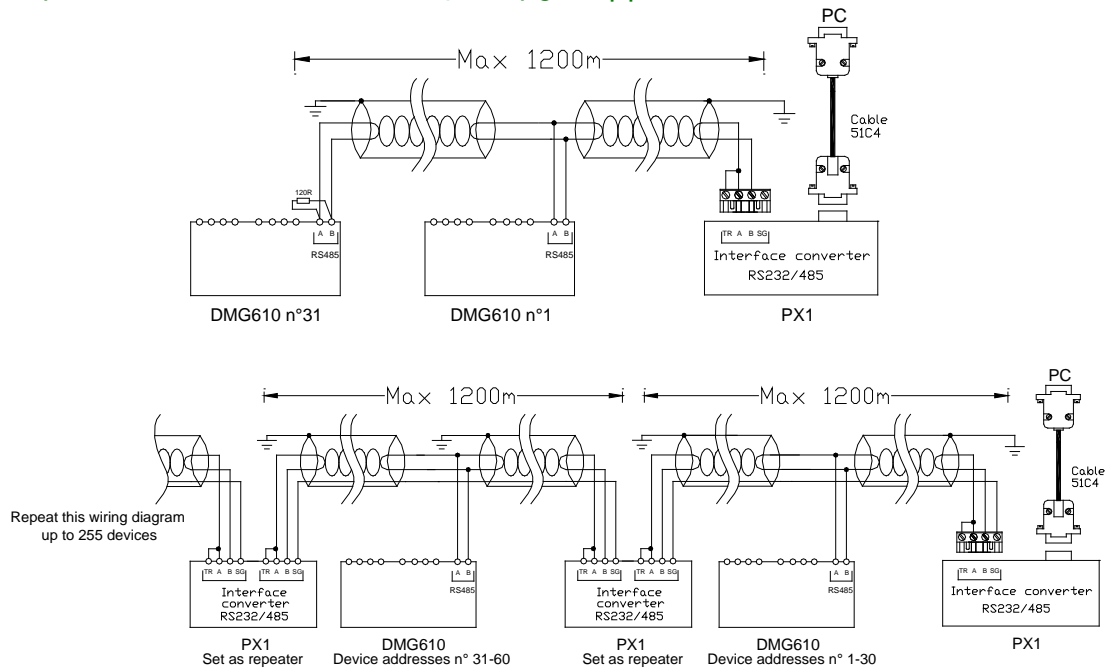 PC
Max 1200m
Cable
51C4
120R
A B
RS485
A B
RS485
TR A B SG
Interface converter
RS232/485
DMG610 n°31
DMG610 n°1
PX1
PC
Max 1200m
Max 1200m
Cable
51C4
Repeat this wiring diagram
up to 255 devices
TR A B SG
TR A B SG
Interface
converter
RS232/485
A B
RS485
TR A B SG
TR A B SG
Interface
converter
RS232/485
A B
RS485
TR A B SG
Interface converter
RS232/485
PX1
Set as repeater
DMG610
Device addresses n° 31-60
PX1
Set as repeater
DMG610
Device addresses n° 1-30
PX1